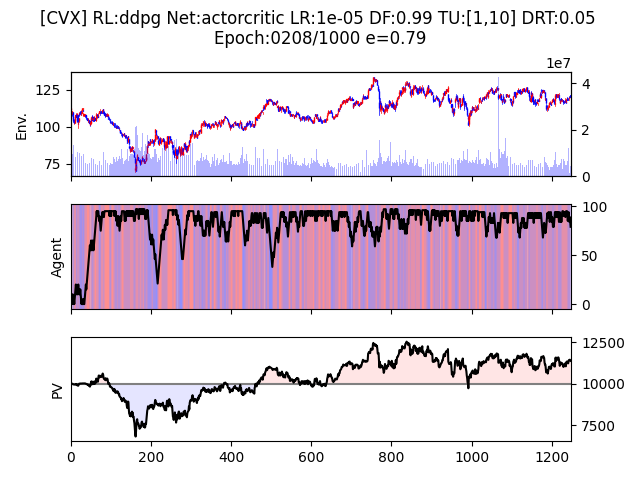 [CVX] RL:ddpg Net:actorcritic LR:1e-05 DF:0.99 TU:[1,10] DRT:0.05
Epoch:0208/1000 e=0.79
1e7
125
100
75
Env.
4
2
0
Agent
100
50
0
PV
12500
10000
7500
0 200 400 600 800 1000 1200